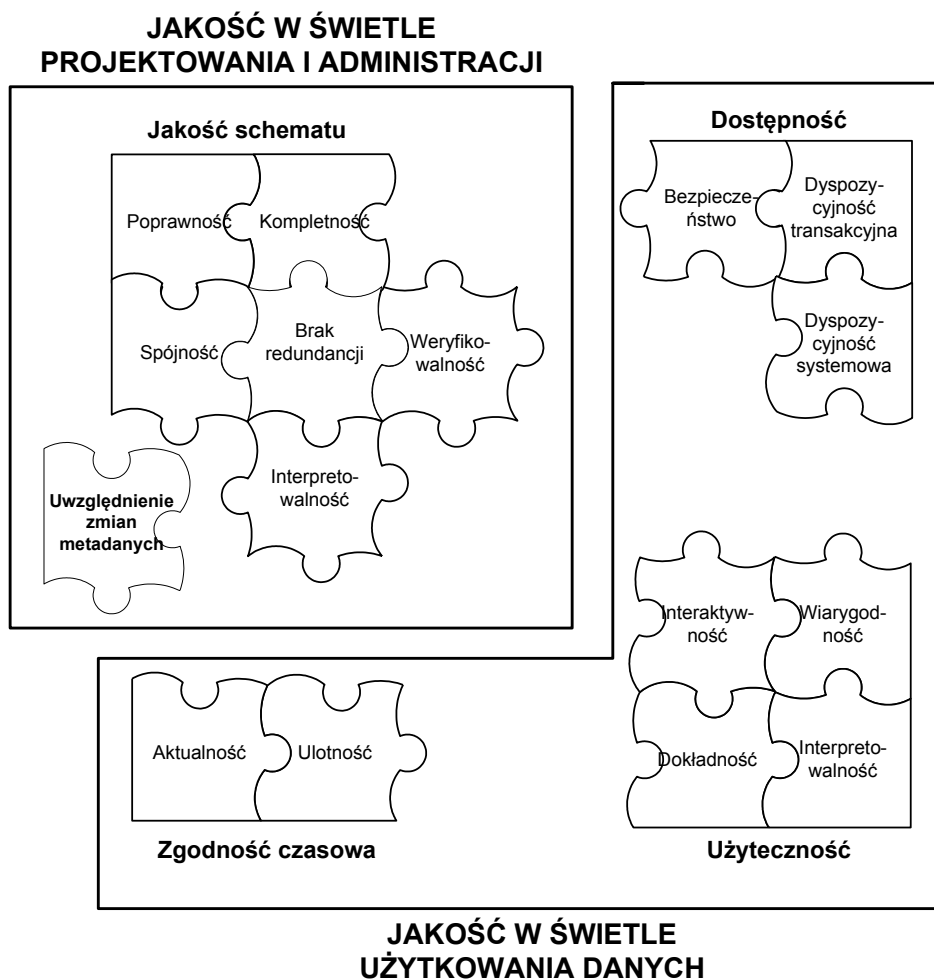 JAKOŚĆ W ŚWIETLE
PROJEKTOWANIA I ADMINISTRACJI
Jakość schematu
Poprawność
Kompletność
Spójność
Brak
redundancji
Weryfiko-
walność
Interpreto-
walność
Uwzględnienie
zmian
metadanych
Dostępność
Bezpiecze-
ństwo
Dyspozy-
cyjność
transakcyjna
Dyspozy-
cyjność
systemowa
Interaktyw-
ność
Wiarygod-
ność
Dokładność
Interpreto-
walność
Użyteczność
Aktualność
Ulotność
Zgodność czasowa
JAKOŚĆ W ŚWIETLE
UŻYTKOWANIA DANYCH